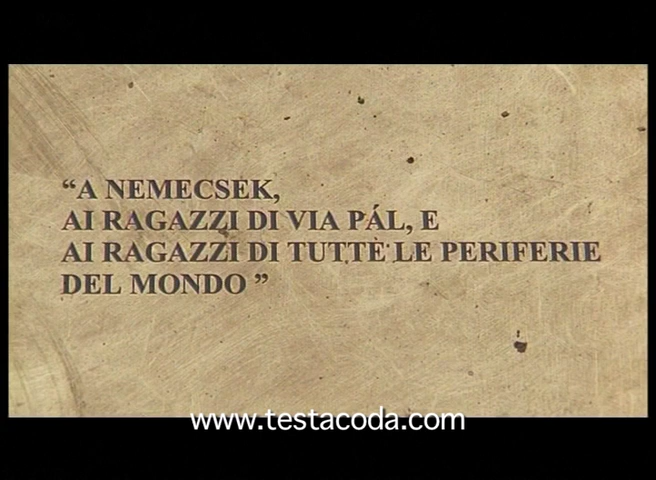 “A NEMECSEK,
AI RAGAZZI DI VIA PÁL, E
AI RAGAZZI DI TUTTE LE PERIFERIE
DEL MONDO ”
www.testacoda.com